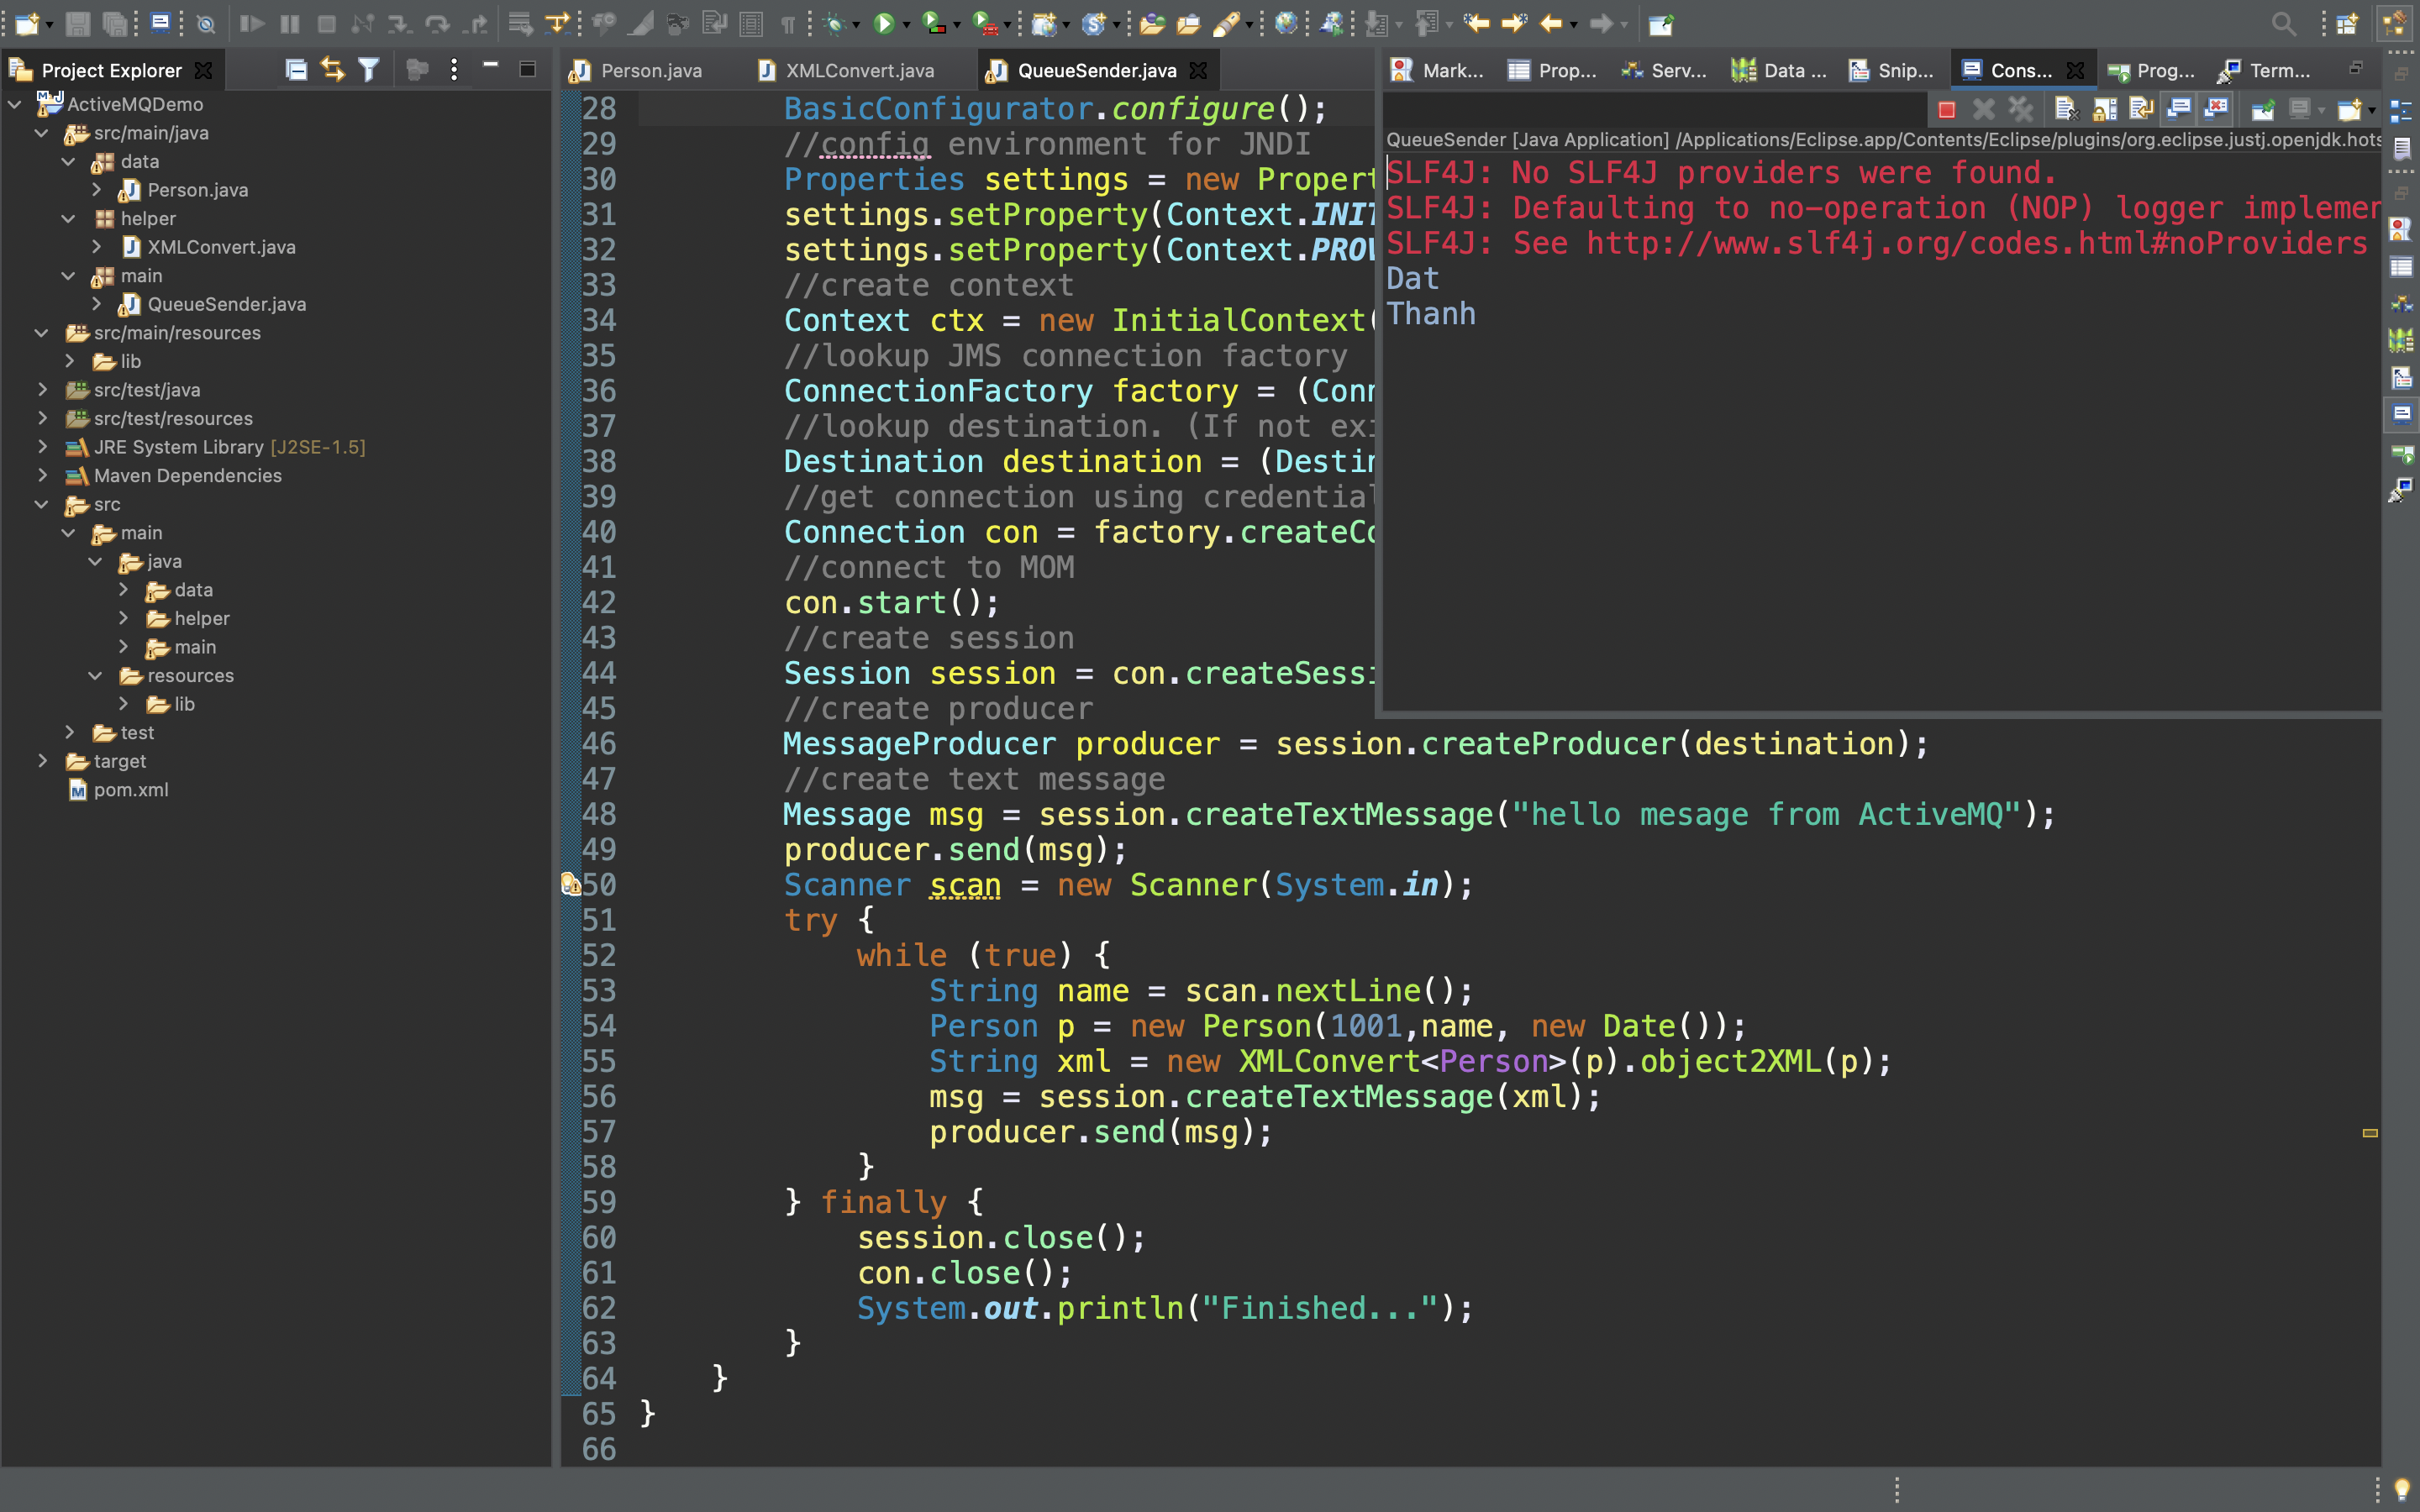 Project Explorer
ActiveMQDemo
src/main/java
data
Person.java
helper
XMLConvert.java
main
QueueSender.java
src/main/resources
lib
src/test/java
src/test/resources
JRE System Library [J2SE-1.5]
Maven Dependencies
src
main
java
data
helper
main
resources
lib
test
target
pom.xml
Person.java XMLConvert.java QueueSender.java
28 BasicConfigurator.configure();
29 //config environment for JNDI
30 Properties settings = new Propert
31 settings.setProperty(Context.INIT
32 settings.setProperty(Context.PROV
33 //create context
34 Context ctx = new InitialContext(
35 //lookup JMS connection factory
36 ConnectionFactory factory = (Conn
37 //lookup destination. (If not exi
38 Destination destination = (Destin
39 //get connection using credential
40 Connection con = factory.createCo
41 //connect to MOM
42 con.start();
43 //create session
44 Session session = con.createSessi
45 //create producer
46 MessageProducer producer = session.createProducer(destination);
47 //create text message
48 Message msg = session.createTextMessage("hello mesage from ActiveMQ");
49 producer.send(msg);
50 Scanner scan = new Scanner(System.in);
51 try {
52 while (true) {
53 String name = scan.nextLine();
54 Person p = new Person(1001,name, new Date());
55 String xml = new XMLConvert<Person>(p).object2XML(p);
56 msg = session.createTextMessage(xml);
57 producer.send(msg);
58 }
59 } finally {
60 session.close();
61 con.close();
62 System.out.println("Finished...");
63 }
64 }
65 }
66
Mark... Prop... Serv... Data ... Snip... Cons... Prog... Term...
QueueSender [Java Application] /Applications/Eclipse.app/Contents/Eclipse/plugins/org.eclipse.justj.openjdk.hots
SLF4J: No SLF4J providers were found.
SLF4J: Defaulting to no-operation (NOP) logger implemen
SLF4J: See http://www.slf4j.org/codes.html#noProviders
Dat
Thanh